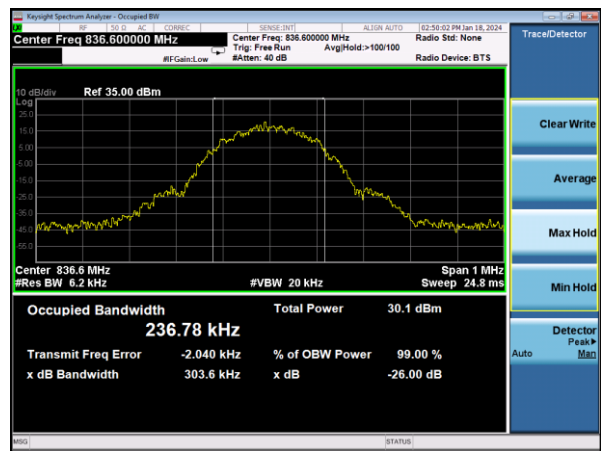 Keysight Spectrum Analyzer - Occupied BW
RF 50 Ω AC CORREC SENSE:INT ALIGN AUTO 02:50:02 PM Jan 18, 2024
Center Freq 836.600000 MHz Center Freq: 836.600000 MHz Radio Std: None
Trig: Free Run Avg|Hold:>100/100
#IFGain:Low #Atten: 40 dB Radio Device: BTS
Trace/Detector
10 dB/div Ref 35.00 dBm
Log
25.0
15.0
5.00
-5.00
-15.0
-25.0
-35.0
-45.0
-55.0
Center 836.6 MHz Span 1 MHz
#Res BW 6.2 kHz #VBW 20 kHz Sweep 24.8 ms
Occupied Bandwidth Total Power 30.1 dBm
236.78 kHz
Transmit Freq Error -2.040 kHz % of OBW Power 99.00 %
x dB Bandwidth 303.6 kHz x dB -26.00 dB
Clear Write
Average
Max Hold
Min Hold
Detector
Peak▶
Auto Man
MSG STATUS